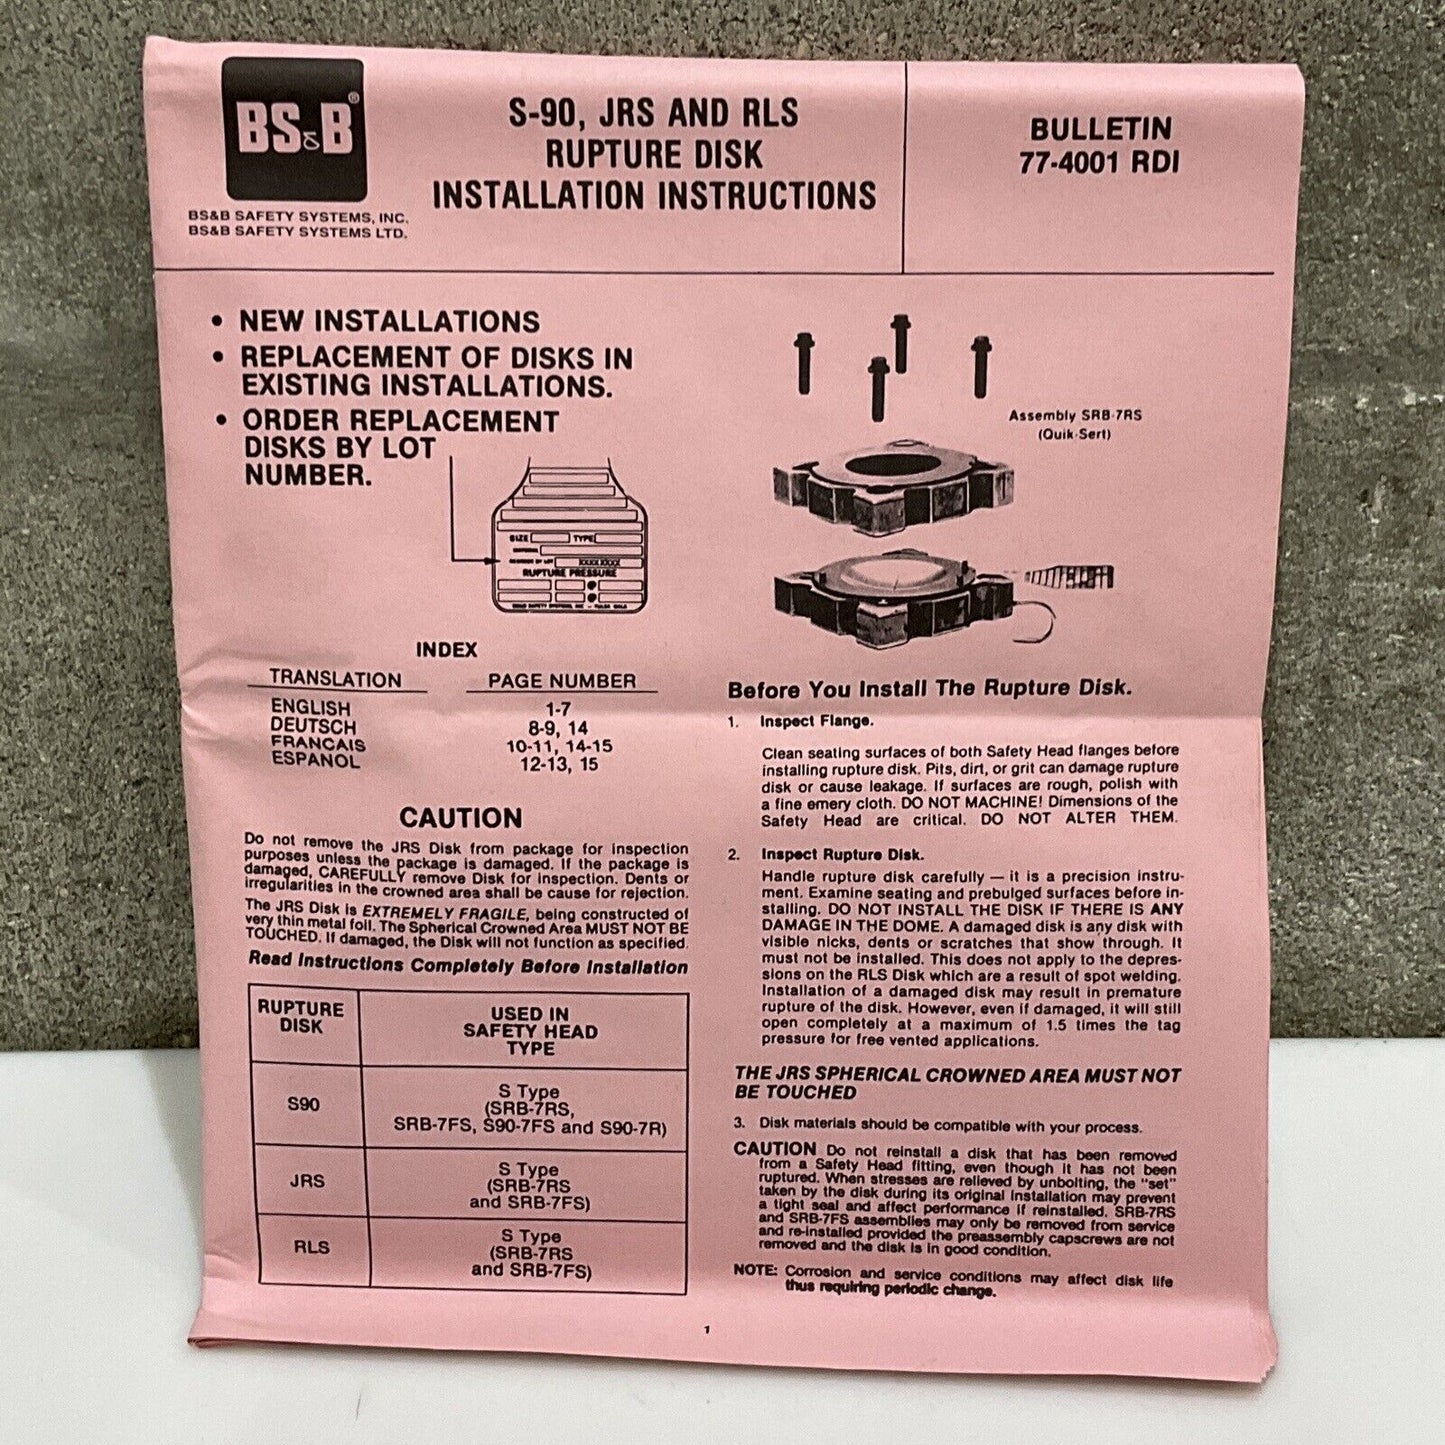 BS&B®
BS&B SAFETY SYSTEMS, INC.
BS&B SAFETY SYSTEMS LTD.
S-90, JRS AND RLS
RUPTURE DISK
INSTALLATION INSTRUCTIONS
BULLETIN
77-4001 RDI
• NEW INSTALLATIONS
• REPLACEMENT OF DISKS IN
EXISTING INSTALLATIONS.
• ORDER REPLACEMENT
DISKS BY LOT
NUMBER.
SIZE TYPE
XXXXXXXX
RUPTURE PRESSURE
INDEX
TRANSLATION PAGE NUMBER
ENGLISH 1-7
DEUTSCH 8-9, 14
FRANCAIS 10-11, 14-15
ESPANOL 12-13, 15
CAUTION
Do not remove the JRS Disk from package for inspection
purposes unless the package is damaged. If the package is
damaged, CAREFULLY remove Disk for inspection. Dents or
irregularities in the crowned area shall be cause for rejection.
The JRS Disk is EXTREMELY FRAGILE, being constructed of
very thin metal foil. The Spherical Crowned Area MUST NOT BE
TOUCHED. If damaged, the Disk will not function as specified.
Read Instructions Completely Before Installation
RUPTURE
DISK
USED IN
SAFETY HEAD
TYPE
S90
S Type
(SRB-7RS,
SRB-7FS, S90-7FS and S90-7R)
JRS
S Type
(SRB-7RS
and SRB-7FS)
RLS
S Type
(SRB-7RS
and SRB-7FS)
Assembly SRB-7RS
(Quik-Sert)
Before You Install The Rupture Disk.
1. Inspect Flange.
Clean seating surfaces of both Safety Head flanges before
installing rupture disk. Pits, dirt, or grit can damage rupture
disk or cause leakage. If surfaces are rough, polish with
a fine emery cloth. DO NOT MACHINE! Dimensions of the
Safety Head are critical. DO NOT ALTER THEM.
2. Inspect Rupture Disk.
Handle rupture disk carefully — it is a precision instru-
ment. Examine seating and prebulged surfaces before in-
stalling. DO NOT INSTALL THE DISK IF THERE IS ANY
DAMAGE IN THE DOME. A damaged disk is any disk with
visible nicks, dents or scratches that show through. It
must not be installed. This does not apply to the depres-
sions on the RLS Disk which are a result of spot welding.
Installation of a damaged disk may result in premature
rupture of the disk. However, even if damaged, it will still
open completely at a maximum of 1.5 times the tag
pressure for free vented applications.
THE JRS SPHERICAL CROWNED AREA MUST NOT
BE TOUCHED
3. Disk materials should be compatible with your process.
CAUTION Do not reinstall a disk that has been removed
from a Safety Head fitting, even though it has not been
ruptured. When stresses are relieved by unbolting, the "set"
taken by the disk during its original installation may prevent
a tight seal and affect performance if reinstalled. SRB-7RS
and SRB-7FS assemblies may only be removed from service
and re-installed provided the preassembly capscrews are not
removed and the disk is in good condition.
NOTE: Corrosion and service conditions may affect disk life
thus requiring periodic change.
1